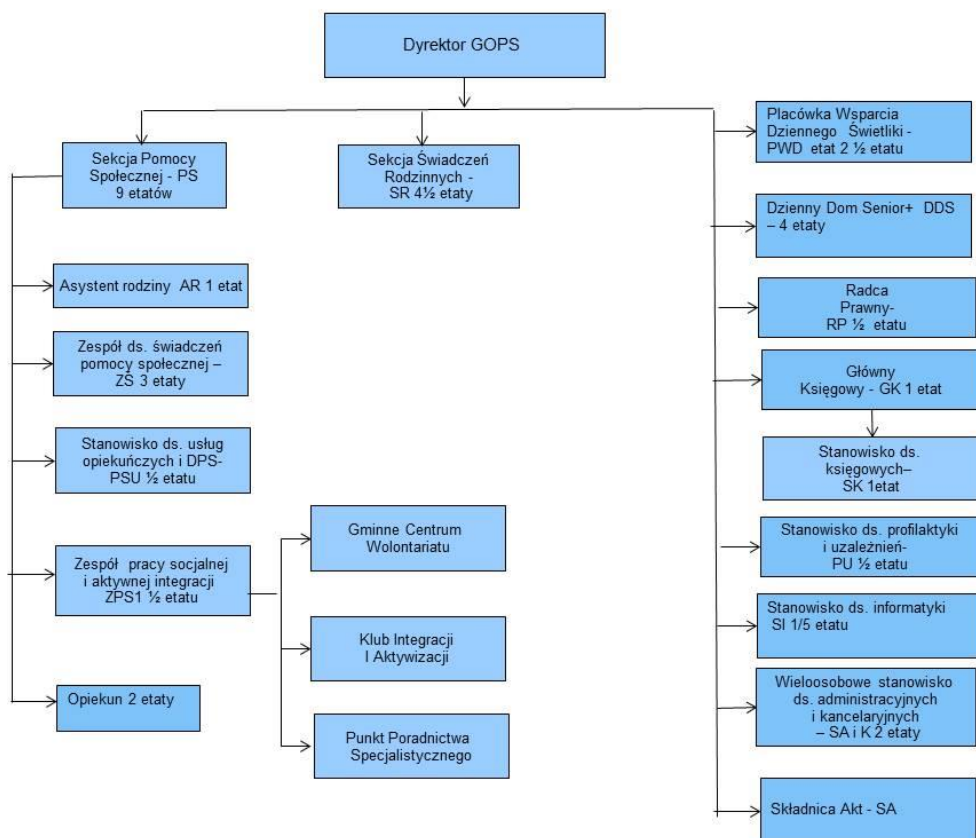 Dyrektor GOPS
Sekcja Pomocy
Społecznej - PS
9 etatów
Sekcja Świadczeń
Rodzinnych -
SR 4½ etaty
Asystent rodziny AR 1 etat
Zespół ds. świadczeń
pomocy społecznej –
ZŚ 3 etaty
Stanowisko ds. usług
opiekuńczych i DPS-
PSU ½ etatu
Zespół pracy socjalnej
i aktywnej integracji
ZPS1 ½ etatu
Opiekun 2 etaty
Gminne Centrum
Wolontariatu
Klub Integracji
I Aktywizacji
Punkt Poradnictwa
Specjalistycznego
Placówka Wsparcia
Dziennego Świetliki -
PWD etat 2 ½ etatu
Dzienny Dom Senior+ DDS
– 4 etaty
Radca
Prawny-
RP ½ etatu
Główny
Księgowy - GK 1 etat
Stanowisko ds.
księgowych–
SK 1etat
Stanowisko ds. profilaktyki
i uzależnień-
PU ½ etatu
Stanowisko ds. informatyki
SI 1/5 etatu
Wieloosobowe stanowisko
ds. administracyjnych
i kancelaryjnych
– SA i K 2 etaty
Składnica Akt - SA